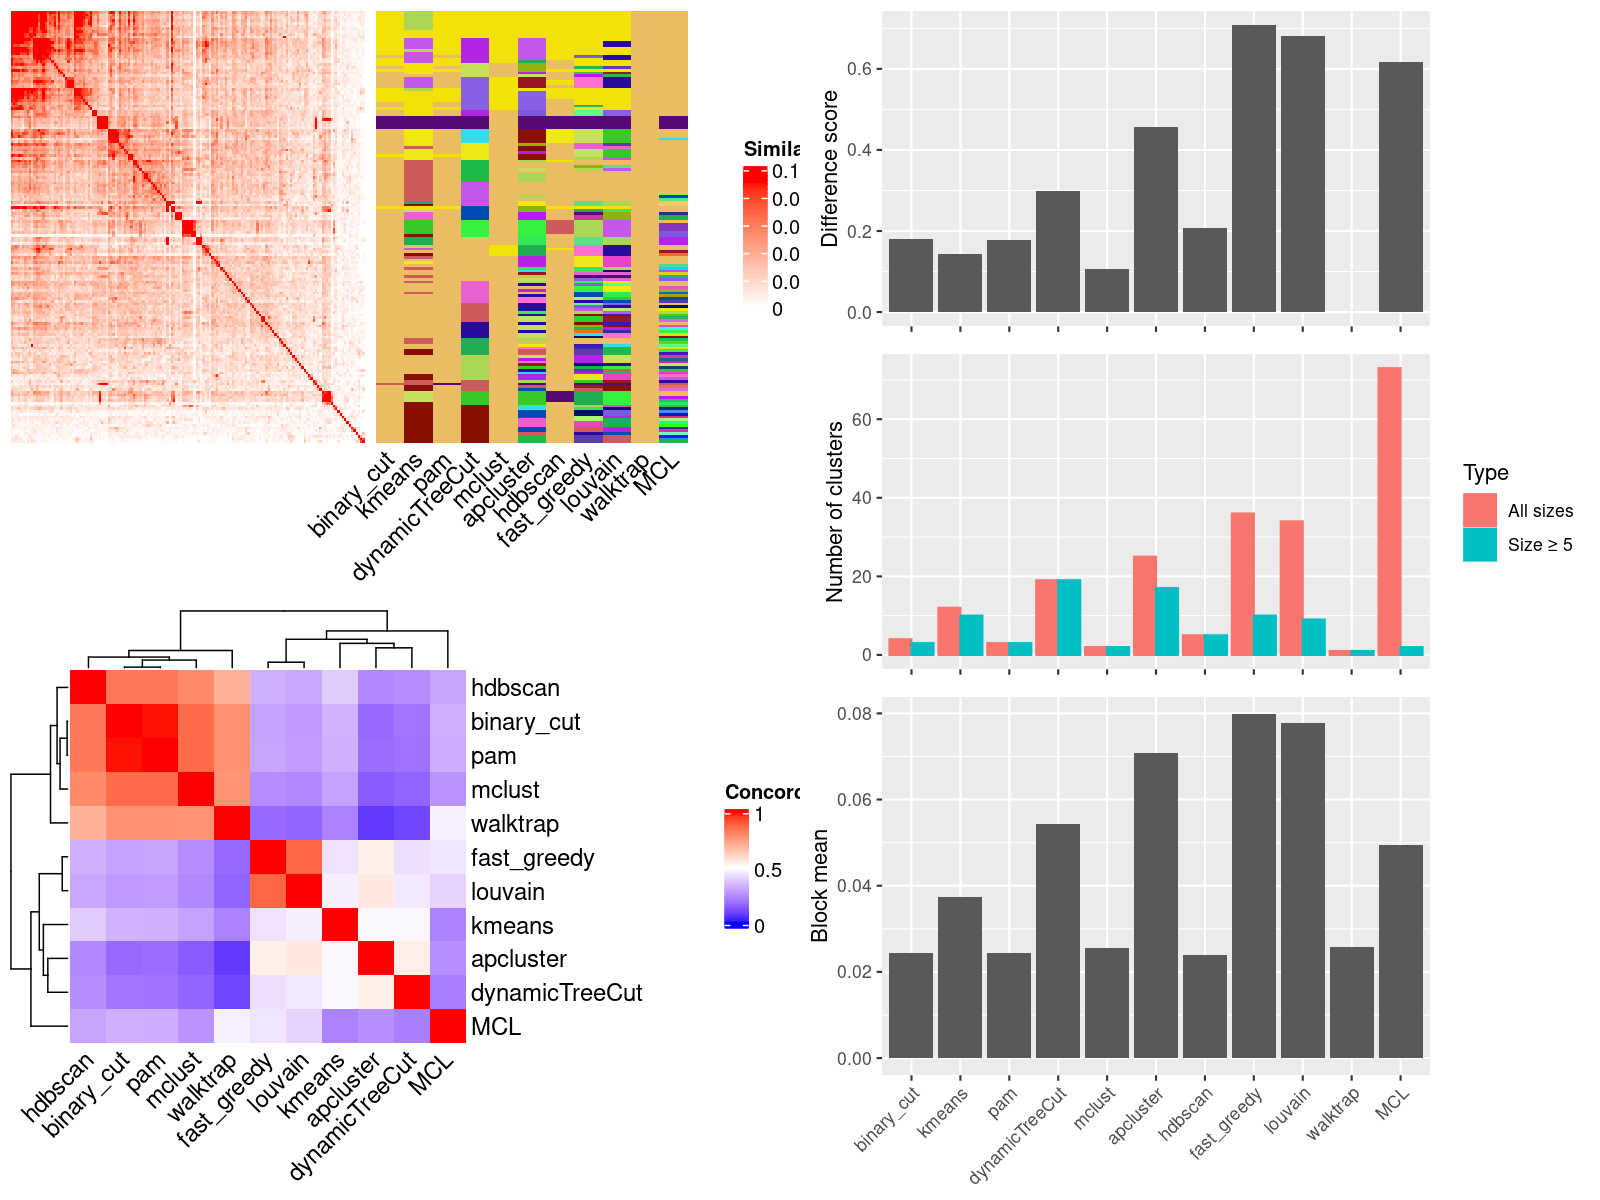 Simila
0.1
0.0
0.0
0.0
0.0
0
binary_cut
kmeans
pam
dynamicTreeCut
mclust
apcluster
hdbscan
fast_greedy
louvain
walktrap
MCL
hdbscan
binary_cut
pam
mclust
walktrap
fast_greedy
louvain
kmeans
apcluster
dynamicTreeCut
MCL
hdbscan
binary_cut
pam
mclust
walktrap
fast_greedy
louvain
kmeans
apcluster
dynamicTreeCut
MCL
Concord
1
0.5
0
Difference score
0.6
0.4
0.2
0.0
Number of clusters
60
40
20
0
Type
All sizes
Size ≥ 5
Block mean
0.08
0.06
0.04
0.02
0.00
binary_cut
kmeans
pam
dynamicTreeCut
mclust
apcluster
hdbscan
fast_greedy
louvain
walktrap
MCL